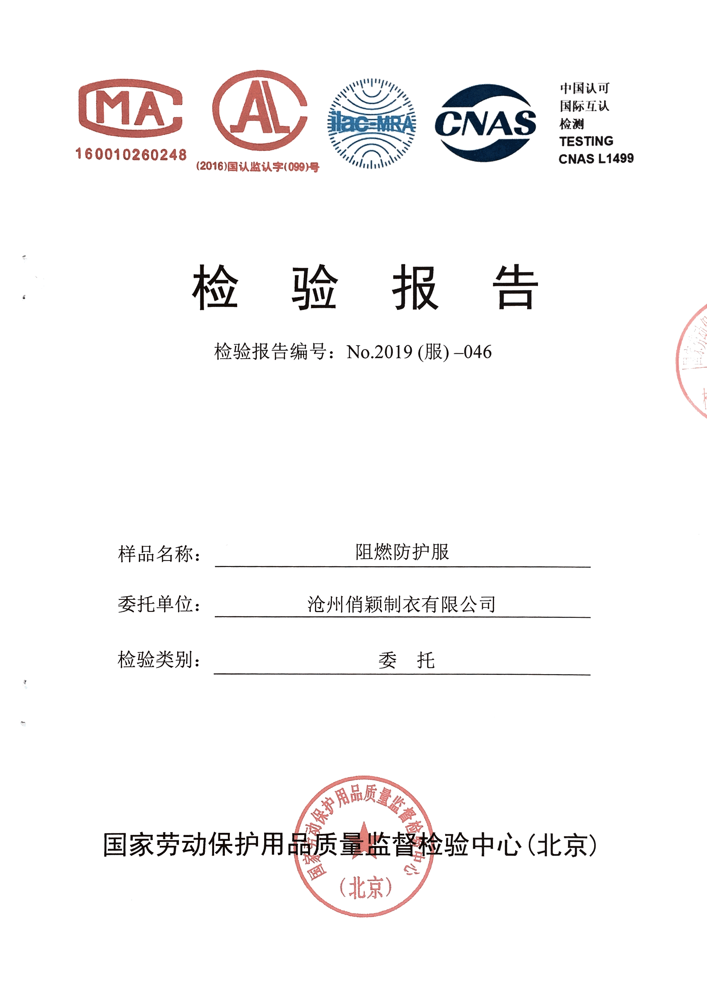 MA
160010260248
AL
(2016)国认监认字(099)号
ilac-MRA
CNAS
中国认可
国际互认
检测
TESTING
CNAS L1499
检 验 报 告
检验报告编号：No.2019 (服) –046
样品名称： 阻燃防护服
委托单位： 沧州俏颖制衣有限公司
检验类别： 委 托
国家劳动保护用品质量监督检验中心(北京)
国家劳动保护用品质量监督检验中心
（北京）